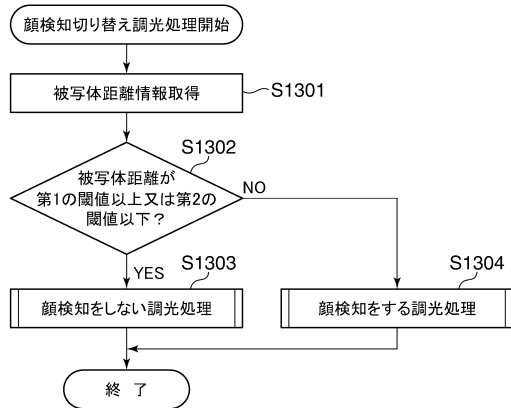 顔検知切り替え調光処理開始
被写体距離情報取得
S1301
S1302
被写体距離が
第1の閾値以上又は第2の
閾値以下？
NO
YES
S1303
顔検知をしない調光処理
S1304
顔検知をする調光処理
終 了